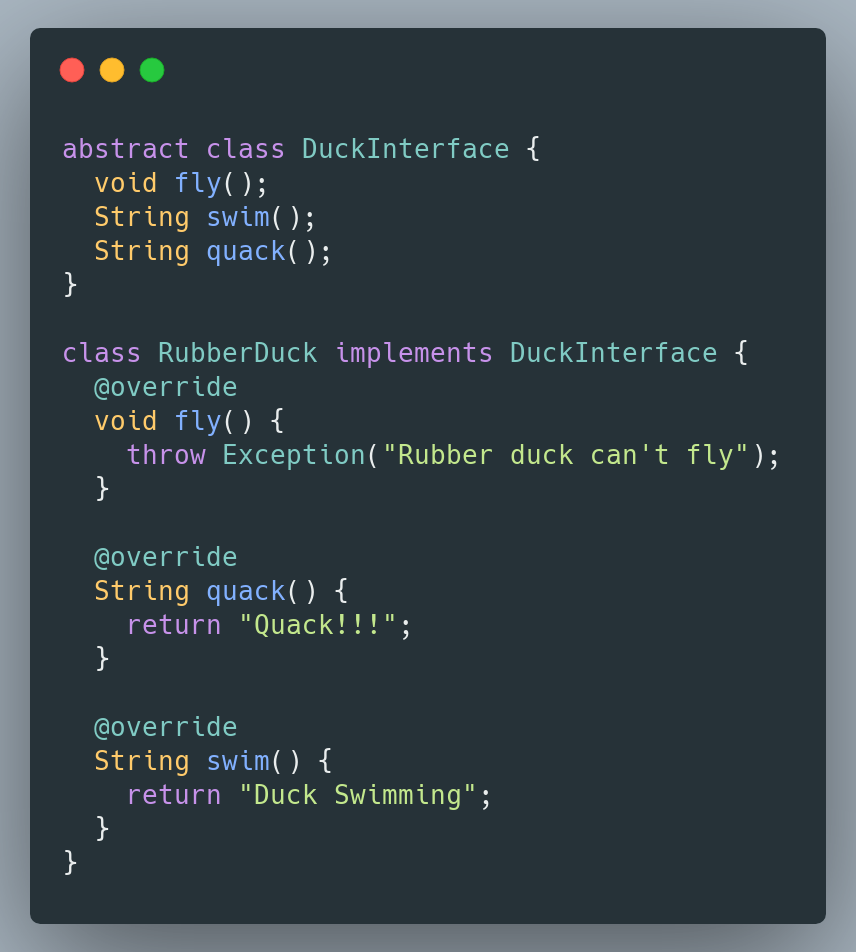 abstract class DuckInterface {
  void fly();
  String swim();
  String quack();
}

class RubberDuck implements DuckInterface {
  @override
  void fly() {
    throw Exception("Rubber duck can't fly");
  }

  @override
  String quack() {
    return "Quack!!!";
  }

  @override
  String swim() {
    return "Duck Swimming";
  }
}